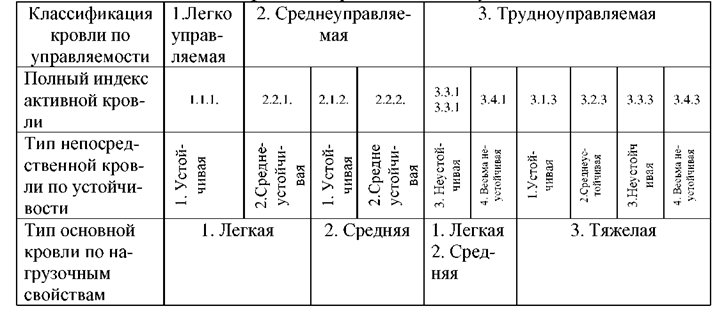 Классификация кровли по управляемости | 1.Легко управ-ляемая | 2. Среднеуправляе-мая | 3. Трудноуправляемая
Полный индекс активной кров-ли | 1.1.1. | 2.2.1. | 2.1.2. | 2.2.2. | 3.3.1 3.3.1 | 3.4.1 | 3.1.3 | 3.2.3 | 3.3.3 | 3.4.3
Тип непосред-ственной кров-ли по устойчи-вости | 1. Устой-чивая | 2.Средне-устойчи-вая | 1. Устой-чивая | 2.Средне устойчи-вая | 3. Неустой-чивая | 4. Весьма не-устойчивая | 1.Устой-чивая | 2.Среднеус-тойчивая | 3.Неустойч ивая | 4. Весьма не-устойчивая
Тип основной кровли по на-грузочным свойствам | 1. Легкая | 2. Средняя | 1. Легкая 2. Сред-няя | 3. Тяжелая